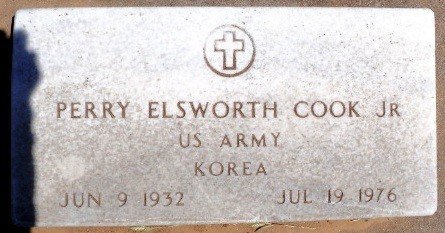 PERRY ELSWORTH COOK JR
US ARMY
KOREA
JUN 9 1932 JUL 19 1976